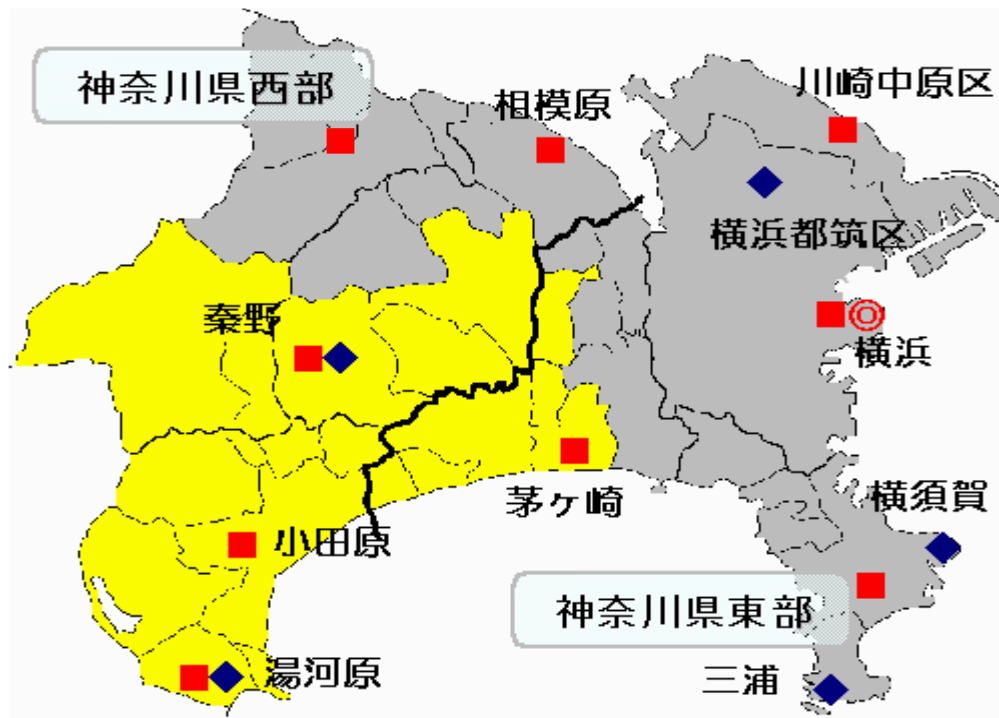 神奈川県西部
相模原
川崎中原区
横浜都筑区
秦野
横浜
茅ヶ崎
横須賀
小田原
神奈川県東部
湯河原
三浦